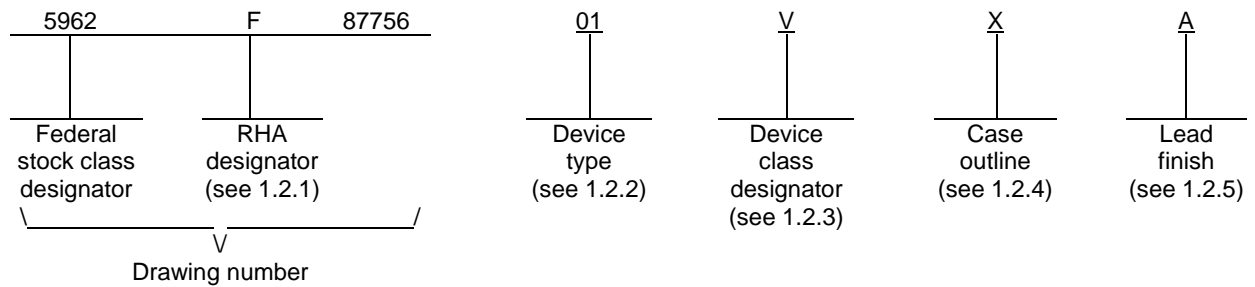 5962 F 87756 01 V X A
Federal RHA Device Device Case Lead
stock class designator type class outline finish
designator (see 1.2.1) (see 1.2.2) designator (see 1.2.4) (see 1.2.5)
(see 1.2.3)
\ /
\/
Drawing number